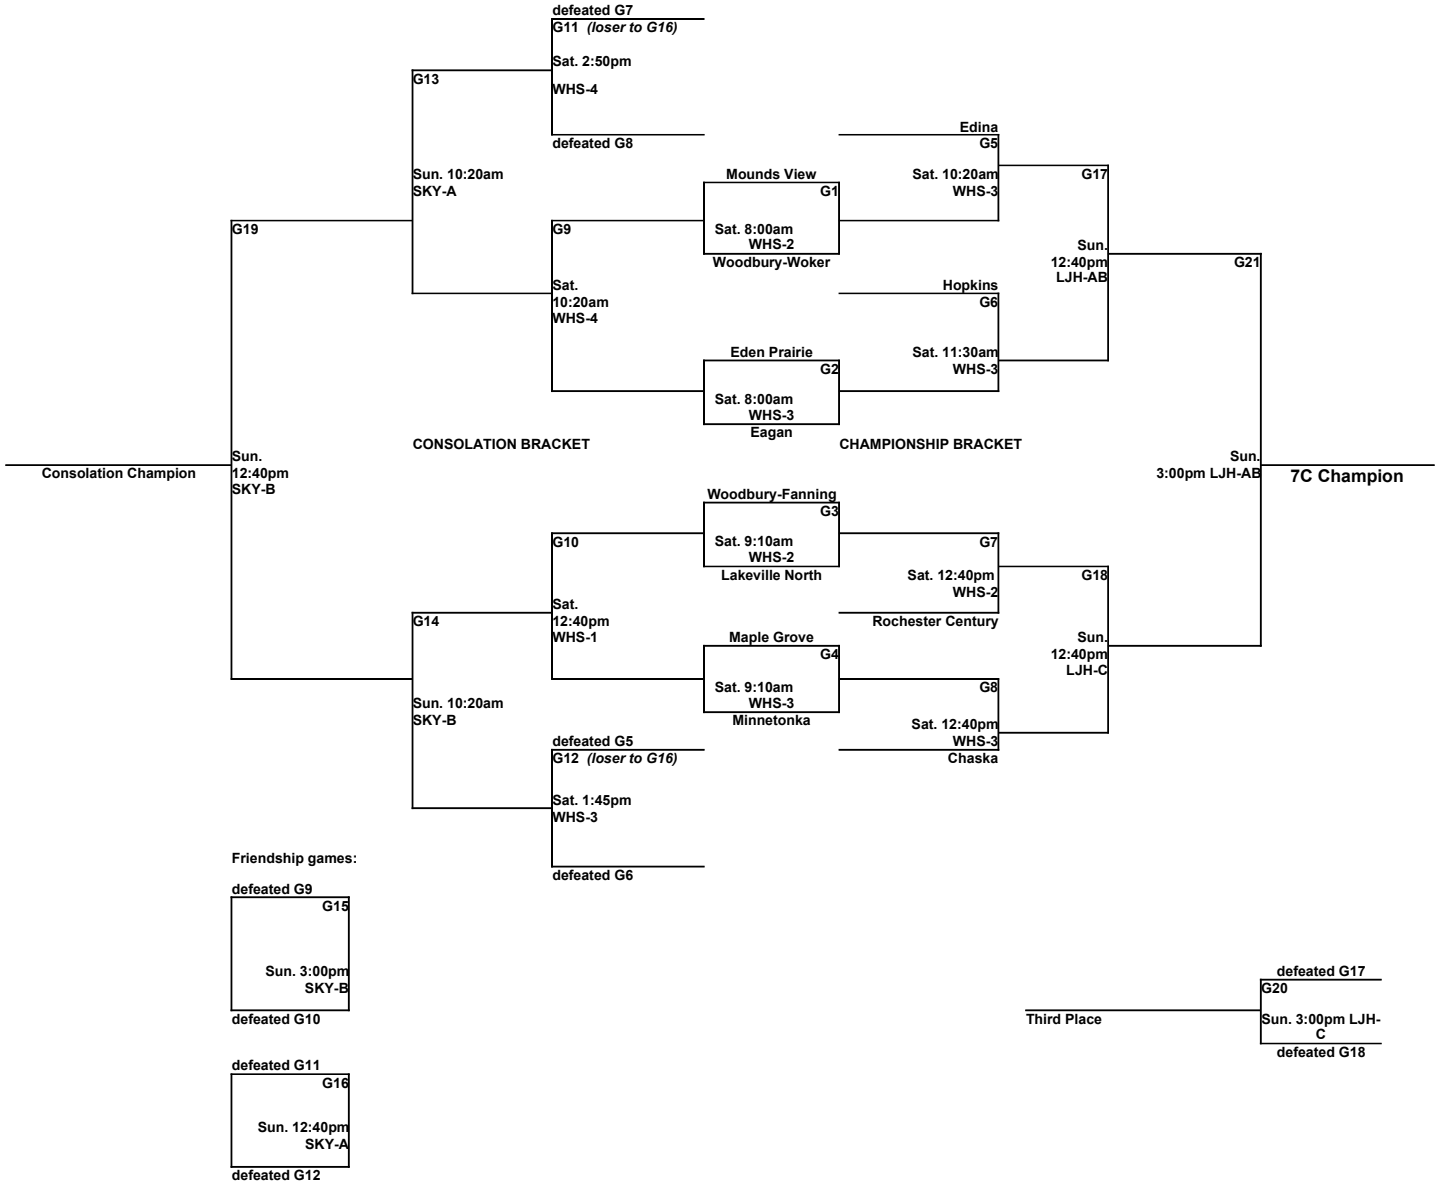 defeated G7
G11 (loser to G16)
Sat. 2:50pm
WHS-4
defeated G8
G13
Sun. 10:20am
SKY-A
G9
Sat.
10:20am
WHS-4
G19
Sun.
12:40pm
SKY-B
Consolation Champion
CONSOLATION BRACKET
G10
Sat.
12:40pm
WHS-1
G14
Sun. 10:20am
SKY-B
defeated G5
G12 (loser to G16)
Sat. 1:45pm
WHS-3
defeated G6
Mounds View
G1
Sat. 8:00am
WHS-2
Woodbury-Woker
Eden Prairie
G2
Sat. 8:00am
WHS-3
Eagan
Woodbury-Fanning
G3
Sat. 9:10am
WHS-2
Lakeville North
Maple Grove
G4
Sat. 9:10am
WHS-3
Minnetonka
CHAMPIONSHIP BRACKET
Edina
G5
Sat. 10:20am
WHS-3
Hopkins
G6
Sat. 11:30am
WHS-3
G7
Sat. 12:40pm
WHS-2
Rochester Century
G8
Sat. 12:40pm
WHS-3
Chaska
G17
Sun.
12:40pm
LJH-AB
G18
Sun.
12:40pm
LJH-C
G21
Sun.
3:00pm LJH-AB
7C Champion
Friendship games:
defeated G9
G15
Sun. 3:00pm
SKY-B
defeated G10
defeated G11
G16
Sun. 12:40pm
SKY-A
defeated G12
Third Place
defeated G17
G20
Sun. 3:00pm LJH-
C
defeated G18